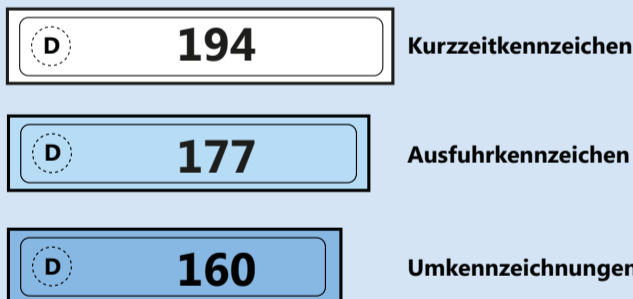 D 194 Kurzzeitkennzeichen
D 177 Ausfuhrkennzeichen
D 160 Umkennzeichnungen